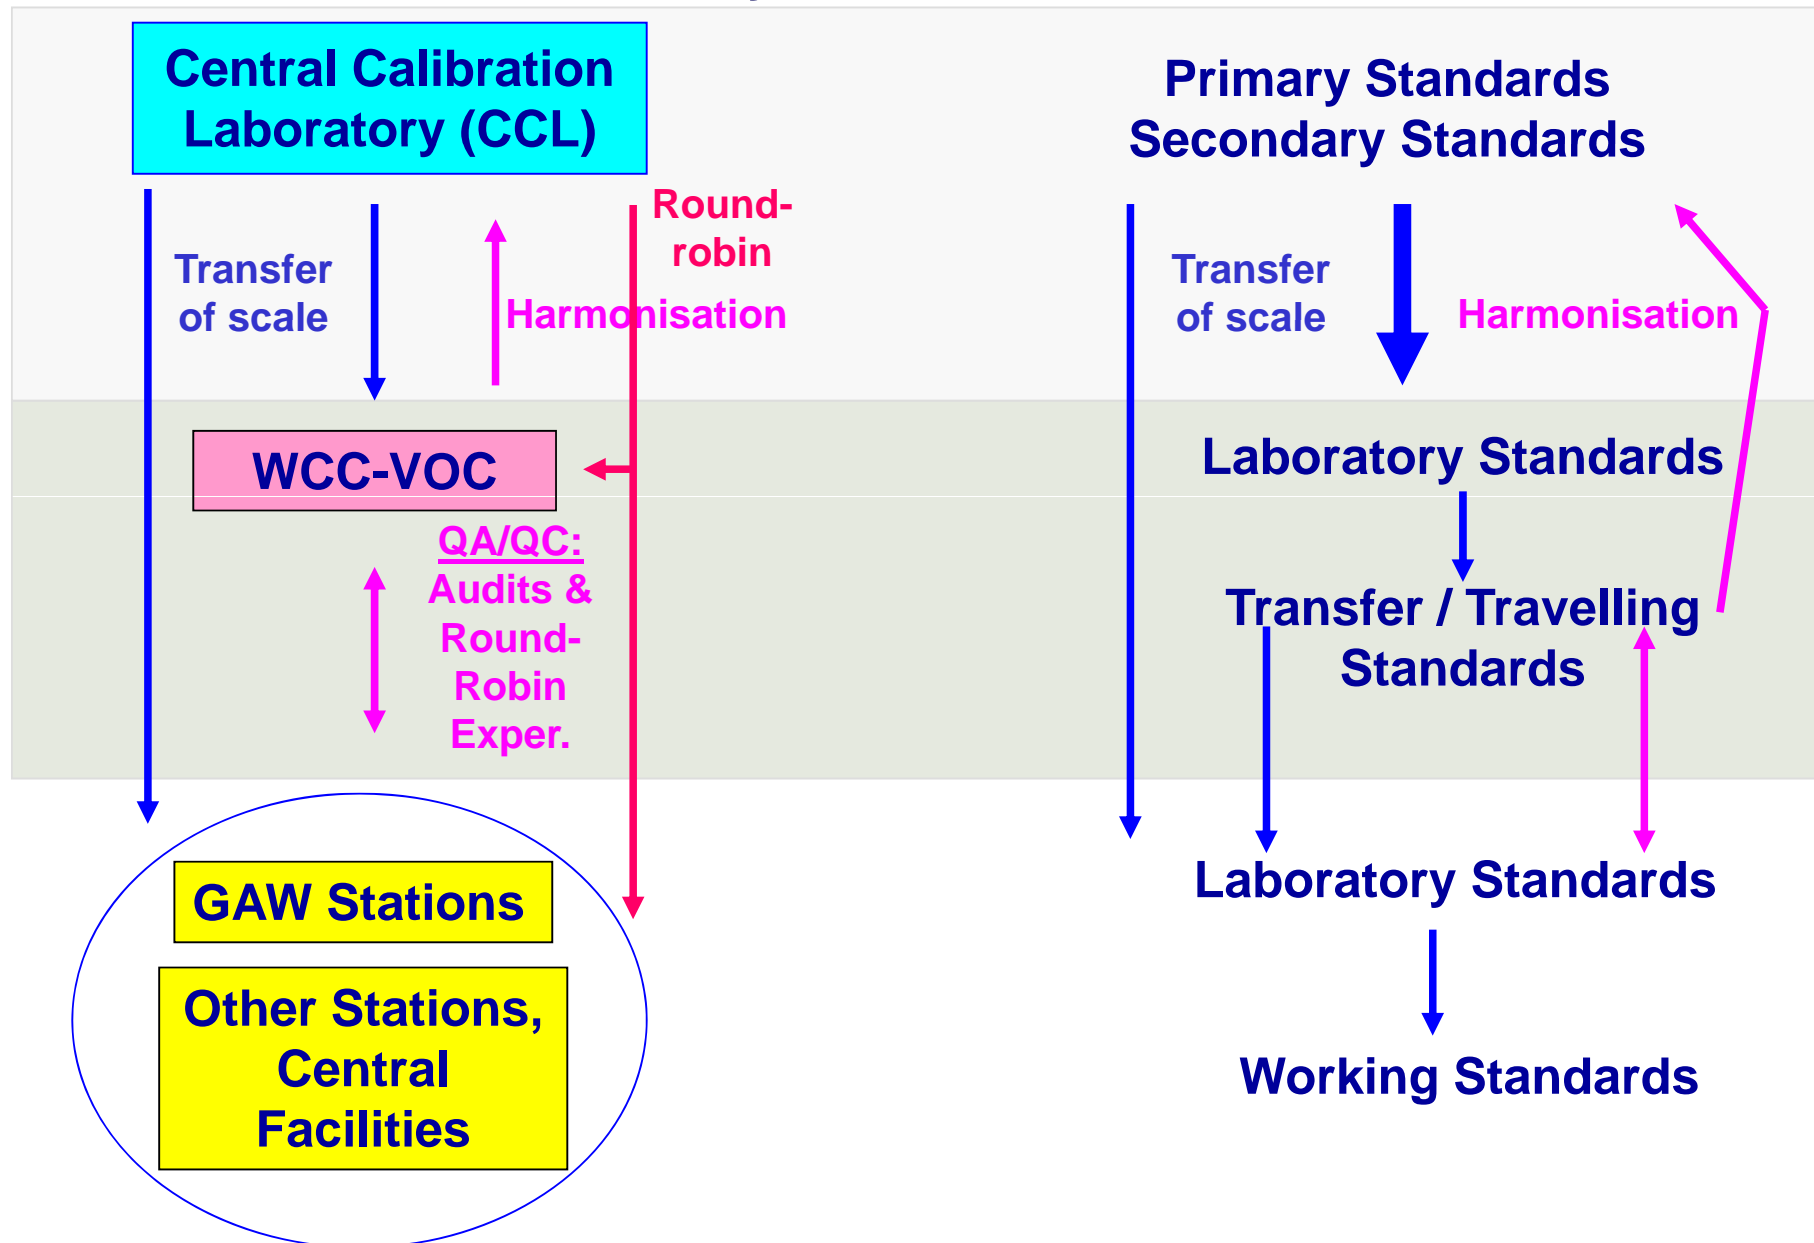 Central Calibration
Laboratory (CCL)
Primary Standards
Secondary Standards
Round-
robin
Transfer
of scale
Harmonisation
Transfer
of scale
Harmonisation
WCC-VOC
Laboratory Standards
QA/QC:
Audits &
Round-
Robin
Exper.
Transfer / Travelling
Standards
GAW Stations
Laboratory Standards
Other Stations,
Central
Facilities
Working Standards